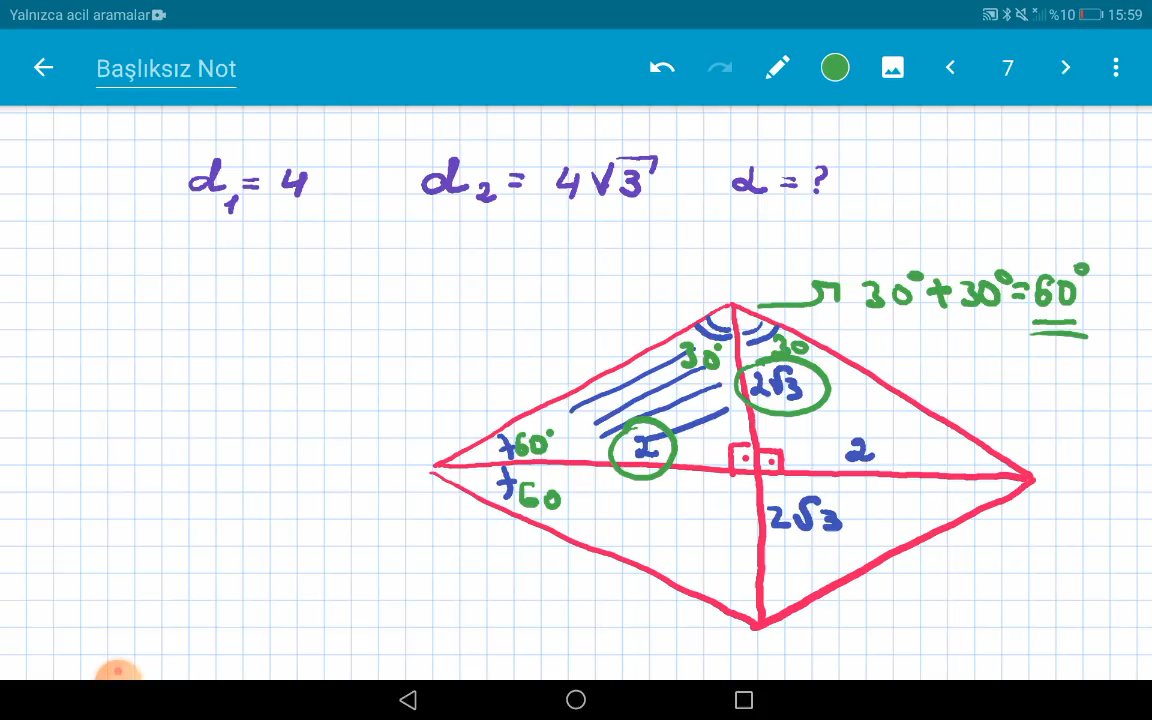 Yalnızca acil aramalar %10 15:59
Başlıksız Not 7
d₁ = 4 d₂ = 4√3 α = ?
30° + 30° = 60°
30° 30
2√3
60° 2 2
60 2√3